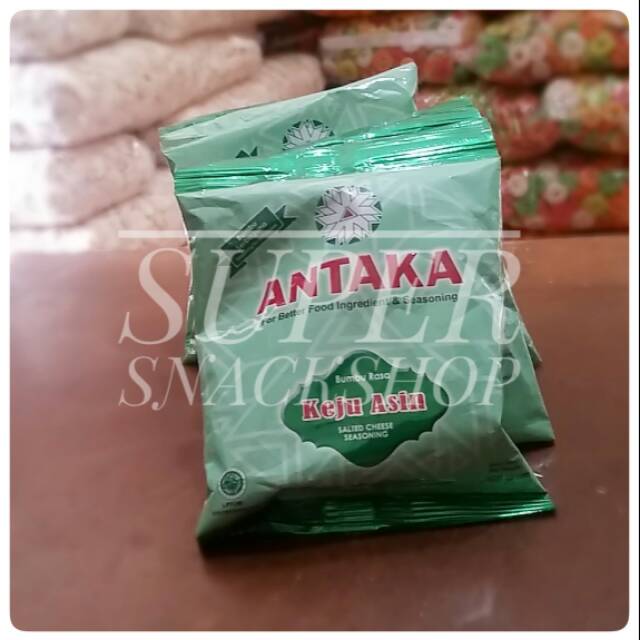 ANTAKA
For Better Food Ingredient & Seasoning
SUPER
SNACKSHOP
Bumbu Rasa
Keju Asin
SALTED CHEESE
SEASONING